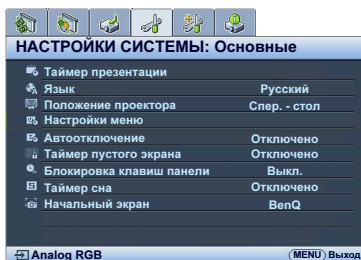 НАСТРОЙКИ СИСТЕМЫ: Основные
Таймер презентации
Язык Русский
Положение проектора Спер. - стол
Настройки меню
Автоотключение Отключено
Таймер пустого экрана Отключено
Блокировка клавиш панели Выкл.
Таймер сна Отключено
Начальный экран BenQ
Analog RGB MENU Выход